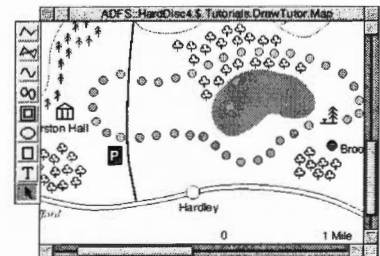 ADFS::HardDisc4.$.Tutorials.DrawTutor.Map
rston Hall
P
Broo
T
Hardley
0 1 Mile